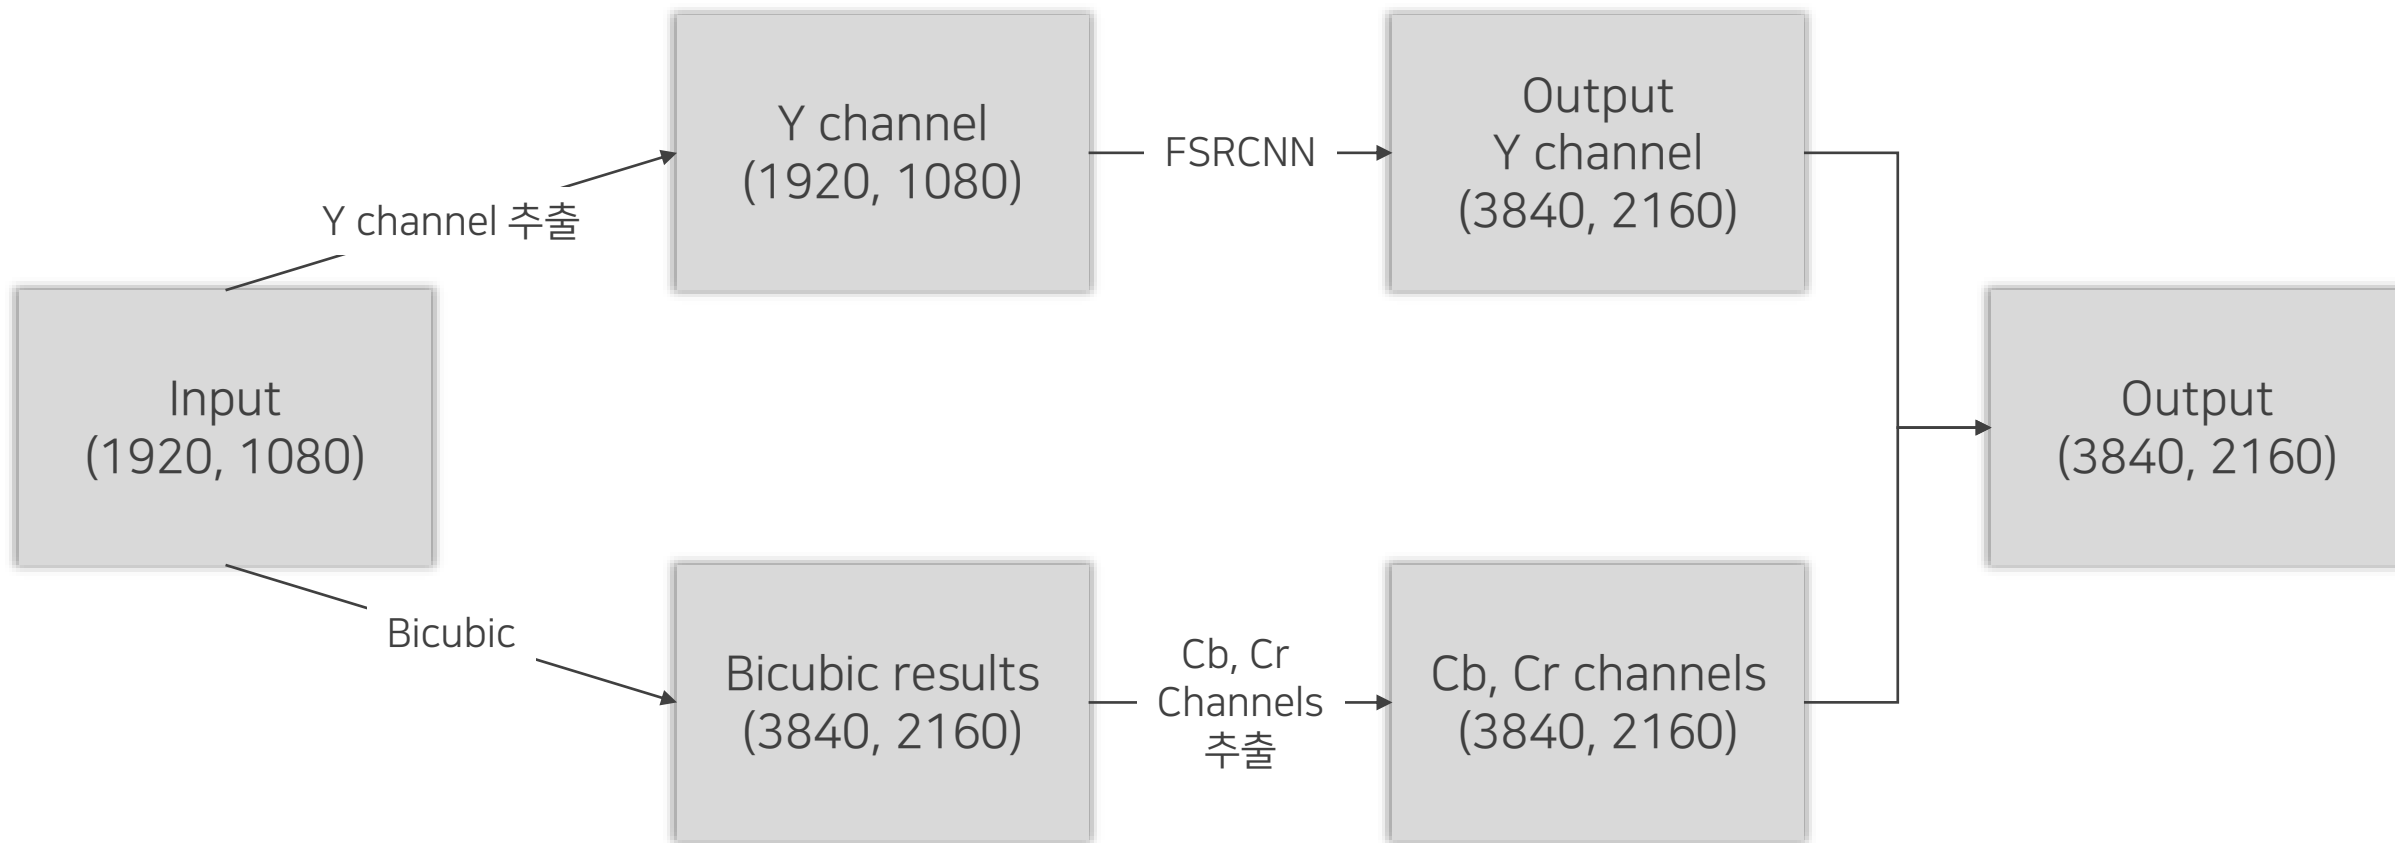 Input
(1920, 1080)
Y channel 추출
Y channel
(1920, 1080)
FSRCNN
Output
Y channel
(3840, 2160)
Bicubic
Bicubic results
(3840, 2160)
Cb, Cr
Channels
추출
Cb, Cr channels
(3840, 2160)
Output
(3840, 2160)